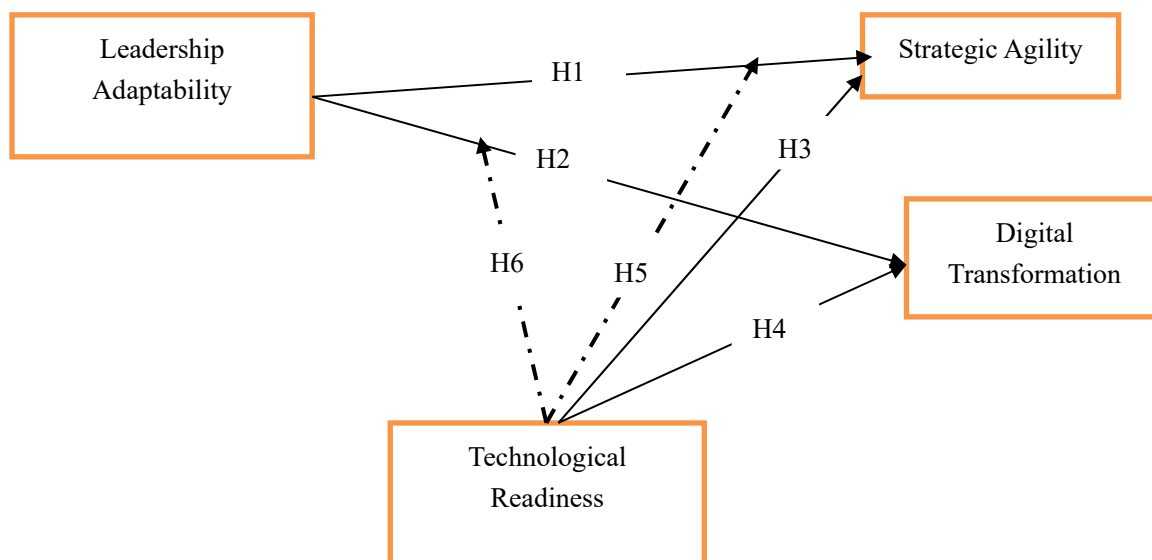 Leadership
Adaptability
Strategic Agility
H1
H2
H3
Digital
Transformation
H6
H5
H4
Technological
Readiness